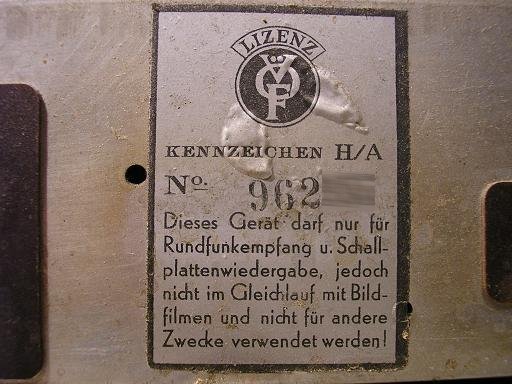 LIZENZ
VÖF
KENNZEICHEN H/A
No. 962
Dieses Gerät darf nur für
Rundfunkempfang u. Schall-
plattenwiedergabe, jedoch
nicht im Gleichlauf mit Bild-
filmen und nicht für andere
Zwecke verwendet werden!